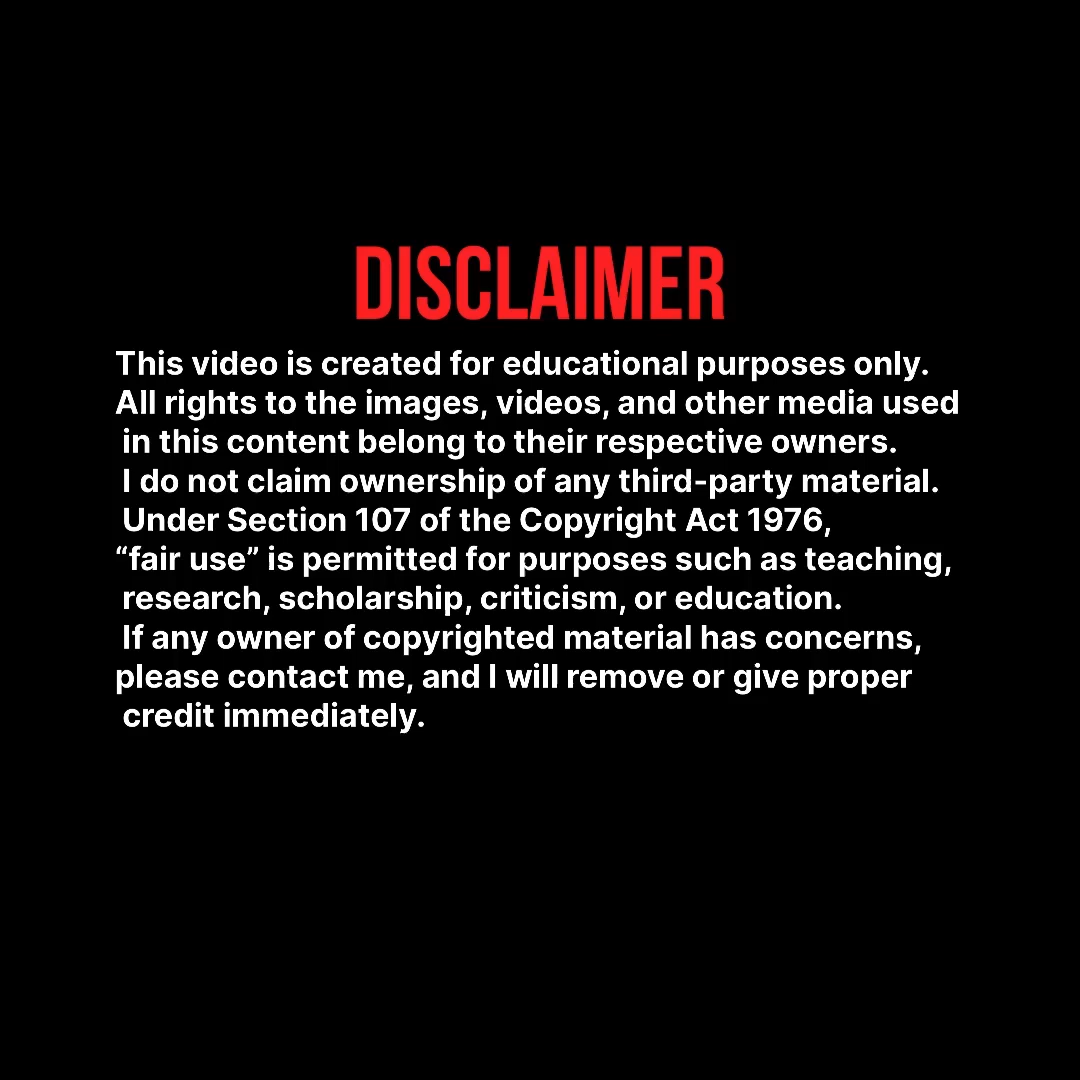 DISCLAIMER
This video is created for educational purposes only.
All rights to the images, videos, and other media used
in this content belong to their respective owners.
I do not claim ownership of any third-party material.
Under Section 107 of the Copyright Act 1976,
“fair use” is permitted for purposes such as teaching,
research, scholarship, criticism, or education.
If any owner of copyrighted material has concerns,
please contact me, and I will remove or give proper
credit immediately.